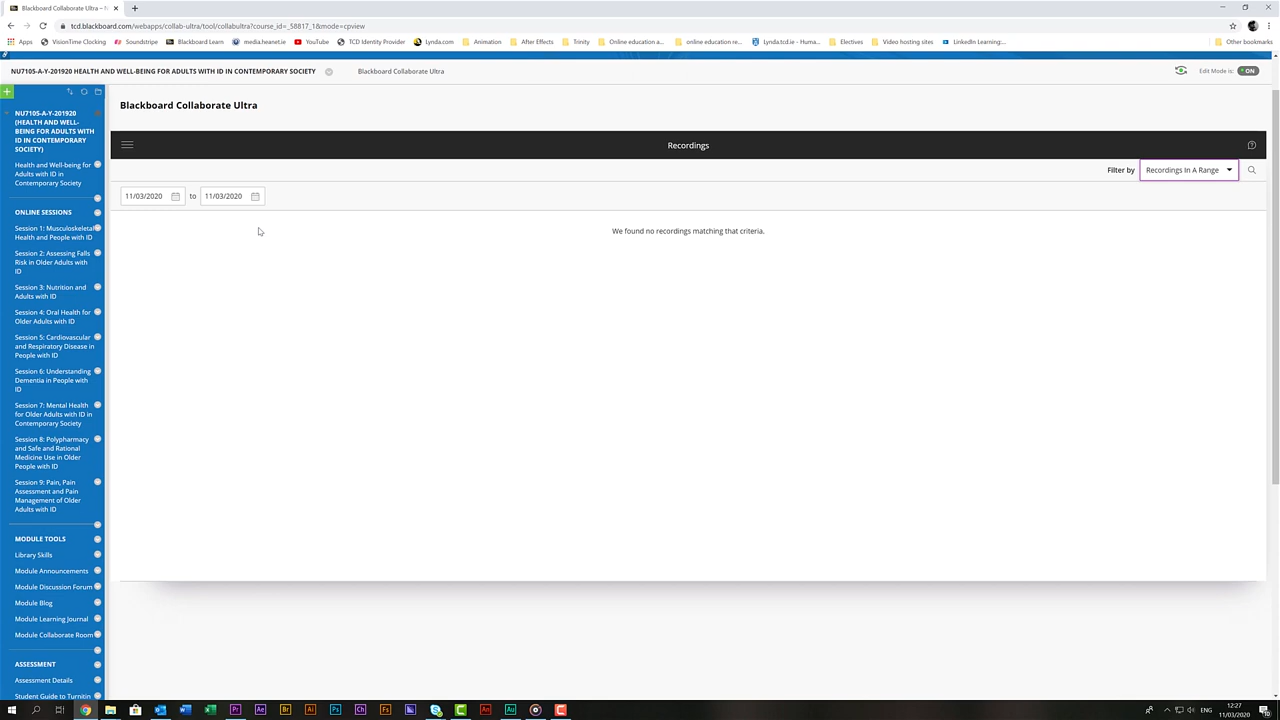 Blackboard Collaborate Ultra – N
tcd.blackboard.com/webapps/collab-ultra/tool/collabultra?course_id=_58817_1&mode=cpview
Apps VisionTime Clocking Soundstripe Blackboard Learn media.heanet.ie YouTube TCD Identity Provider Lynda.com Animation After Effects Trinity Online education a... online education re... Lynda.tcd.ie - Huma... Electives Video hosting sites LinkedIn Learning:... Other bookmarks
NU7105-A-Y-201920 HEALTH AND WELL-BEING FOR ADULTS WITH ID IN CONTEMPORARY SOCIETY Blackboard Collaborate Ultra Edit Mode is: ON
NU7105-A-Y-201920
(HEALTH AND WELL-
BEING FOR ADULTS WITH
ID IN CONTEMPORARY
SOCIETY)
Health and Well-being for
Adults with ID in
Contemporary Society
ONLINE SESSIONS
Session 1: Musculoskeletal
Health and People with ID
Session 2: Assessing Falls
Risk in Older Adults with
ID
Session 3: Nutrition and
Adults with ID
Session 4: Oral Health for
Older Adults with ID
Session 5: Cardiovascular
and Respiratory Disease in
People with ID
Session 6: Understanding
Dementia in People with
ID
Session 7: Mental Health
for Older Adults with ID in
Contemporary Society
Session 8: Polypharmacy
and Safe and Rational
Medicine Use in Older
People with ID
Session 9: Pain, Pain
Assessment and Pain
Management of Older
Adults with ID
MODULE TOOLS
Library Skills
Module Announcements
Module Discussion Forum
Module Blog
Module Learning Journal
Module Collaborate Room
ASSESSMENT
Assessment Details
Student Guide to Turnitin
Blackboard Collaborate Ultra
Recordings
Filter by Recordings In A Range
11/03/2020 to 11/03/2020
We found no recordings matching that criteria.
ENG
12:27
11/03/2020